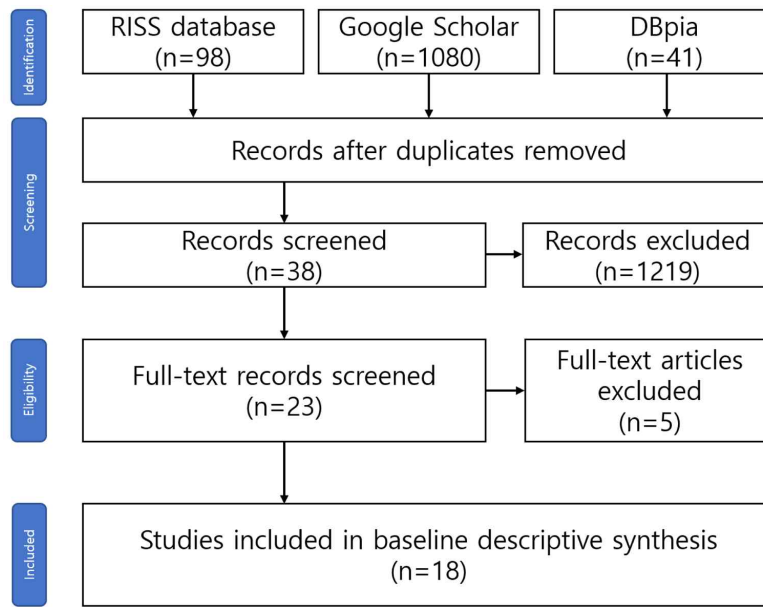 Identification
RISS database
(n=98)
Google Scholar
(n=1080)
DBpia
(n=41)
Screening
Records after duplicates removed
Records screened
(n=38)
Records excluded
(n=1219)
Eligibility
Full-text records screened
(n=23)
Full-text articles
excluded
(n=5)
Included
Studies included in baseline descriptive synthesis
(n=18)